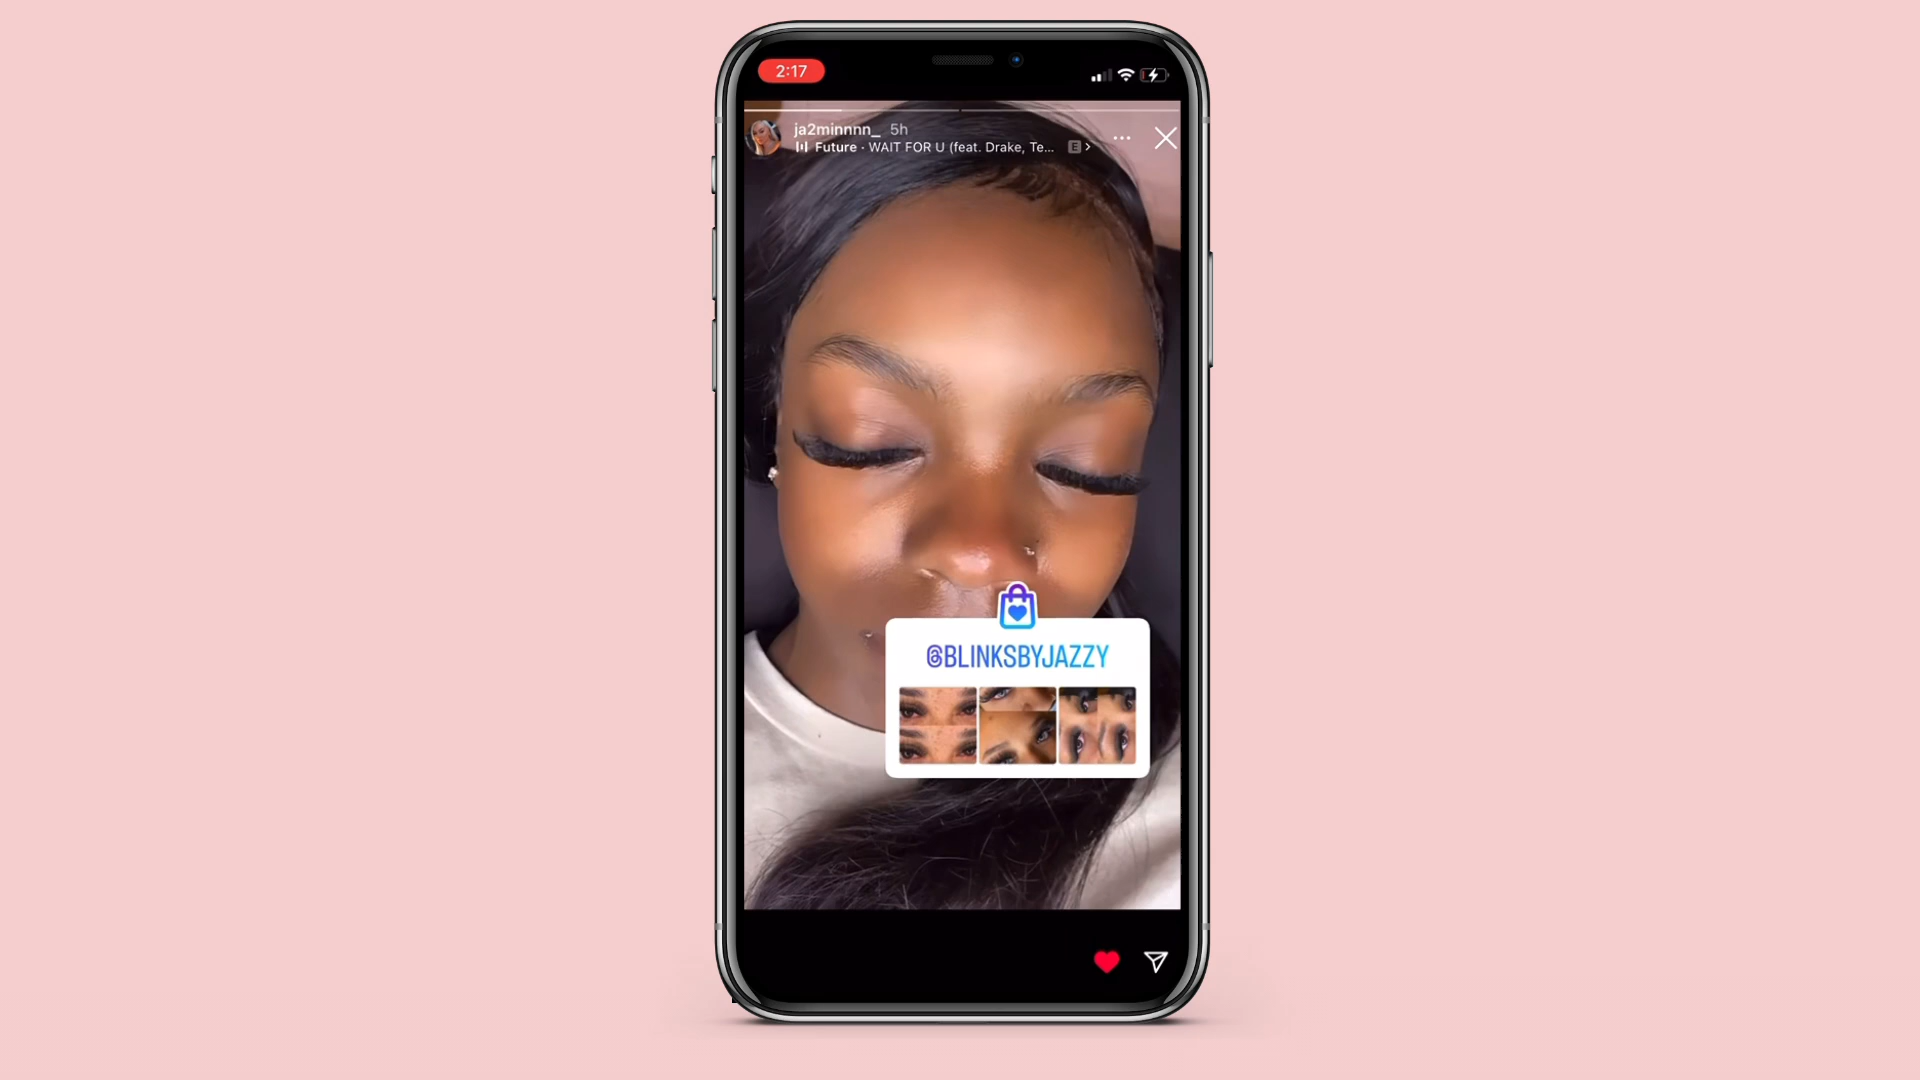 2:17
ja2minnnn_ 5h
Future · WAIT FOR U (feat. Drake, Te... E
@BLINKSBYJAZZY